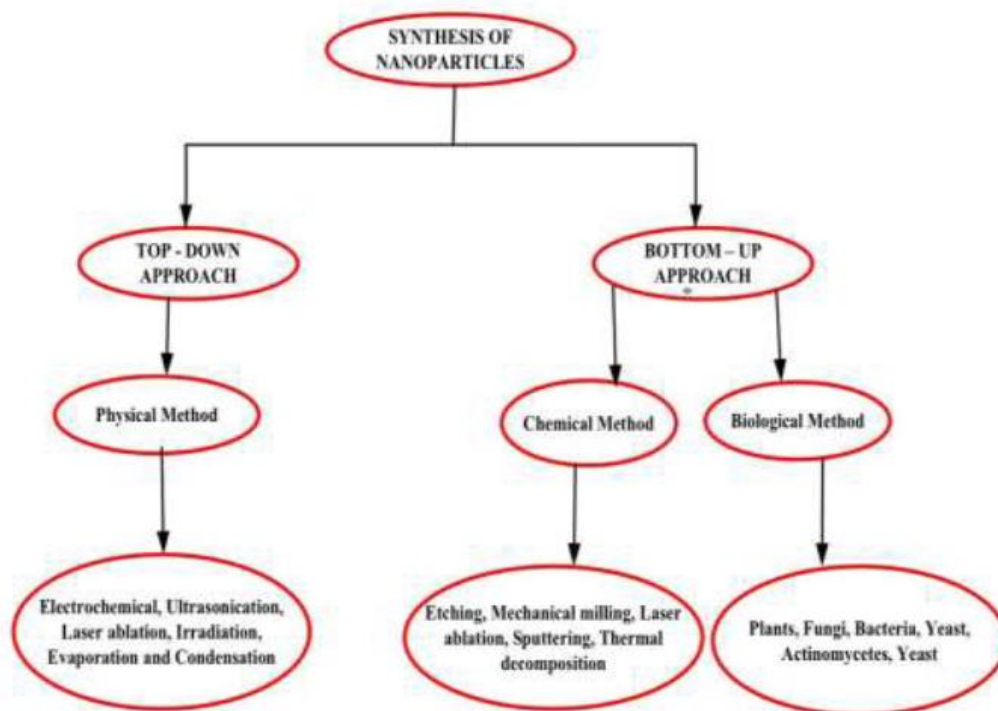 SYNTHESIS OF
NANOPARTICLES
TOP - DOWN
APPROACH
BOTTOM – UP
APPROACH
Physical Method
Chemical Method
Biological Method
Electrochemical, Ultrasonication,
Laser ablation, Irradiation,
Evaporation and Condensation
Etching, Mechanical milling, Laser
ablation, Sputtering, Thermal
decomposition
Plants, Fungi, Bacteria, Yeast,
Actinomycetes, Yeast